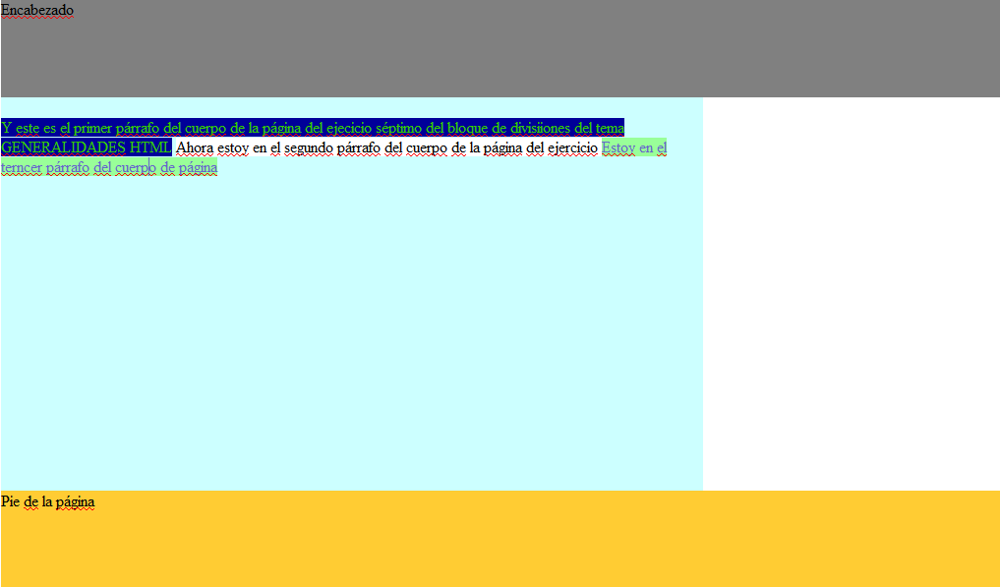 Encabezado
Y este es el primer párrafo del cuerpo de la página del ejecicio séptimo del bloque de divisiiones del tema
GENERALIDADES HTML Ahora estoy en el segundo párrafo del cuerpo de la página del ejercicio Estoy en el
terncer párrafo del cuerpo de página
Pie de la página